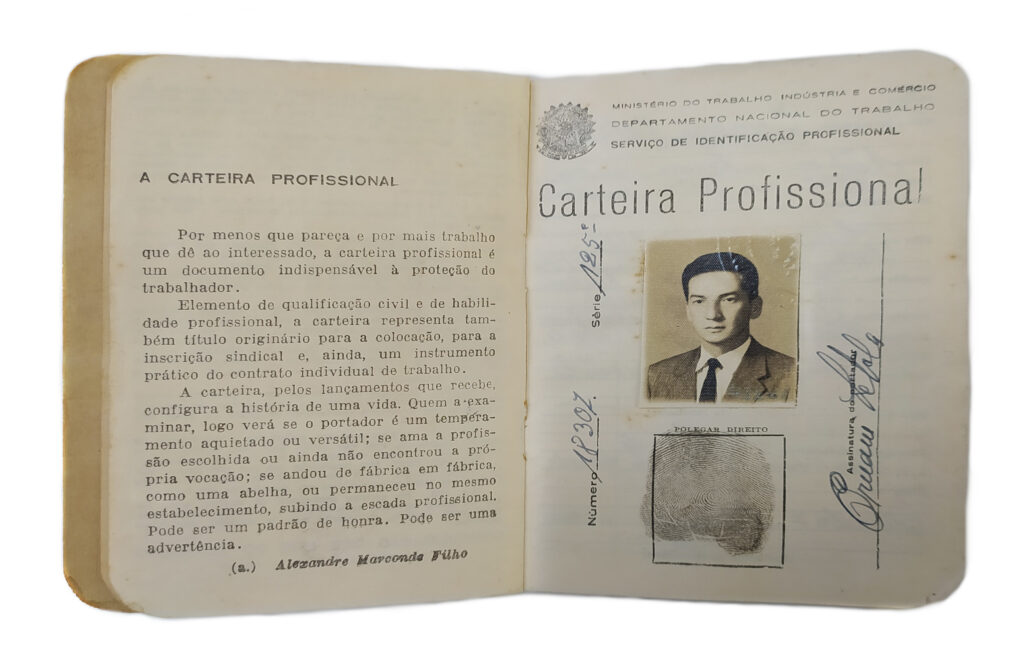 A CARTEIRA PROFISSIONAL
Por menos que pareça e por mais trabalho
que dê ao interessado, a carteira profissional é
um documento indispensável à proteção do
trabalhador.
Elemento de qualificação civil e de habili-
dade profissional, a carteira representa tam-
bém título originário para a colocação, para a
inscrição sindical e, ainda, um instrumento
prático do contrato individual de trabalho.
A carteira, pelos lançamentos que recebe,
configura a história de uma vida. Quem a exa-
minar, logo verá se o portador é um tempera-
mento aquietado ou versátil; se ama a profis-
são escolhida ou ainda não encontrou a pró-
pria vocação; se andou de fábrica em fábrica,
como uma abelha, ou permaneceu no mesmo
estabelecimento, subindo a escada profissional.
Pode ser um padrão de honra. Pode ser uma
advertência.
(a.) Alexandre Marconde Filho
MINISTÉRIO DO TRABALHO INDÚSTRIA E COMÉRCIO
DEPARTAMENTO NACIONAL DO TRABALHO
SERVIÇO DE IDENTIFICAÇÃO PROFISSIONAL
Carteira Profissional
Número 18307. Série 125ª
POLEGAR DIREITO
Assinatura do portador